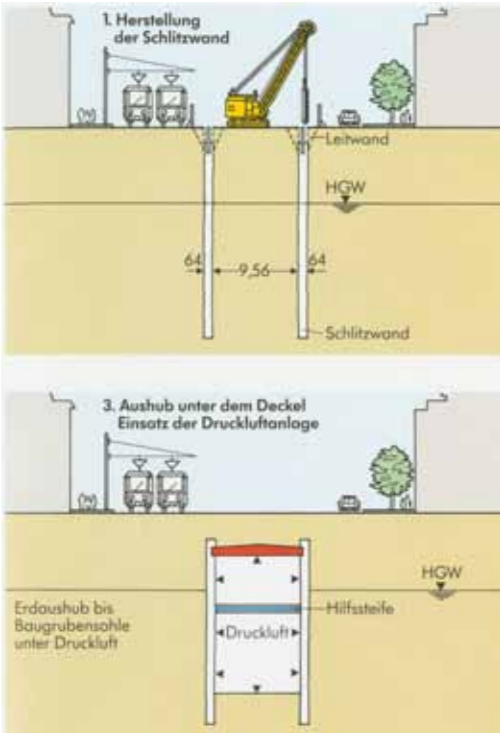 1. Herstellung
der Schlitzwand
Leitwand
HGW
64
9,56
64
Schlitzwand
3. Aushub unter dem Deckel
Einsatz der Druckluftanlage
HGW
Erdaushub bis
Baugrubensohle
unter Druckluft
Hilfssteife
Druckluft